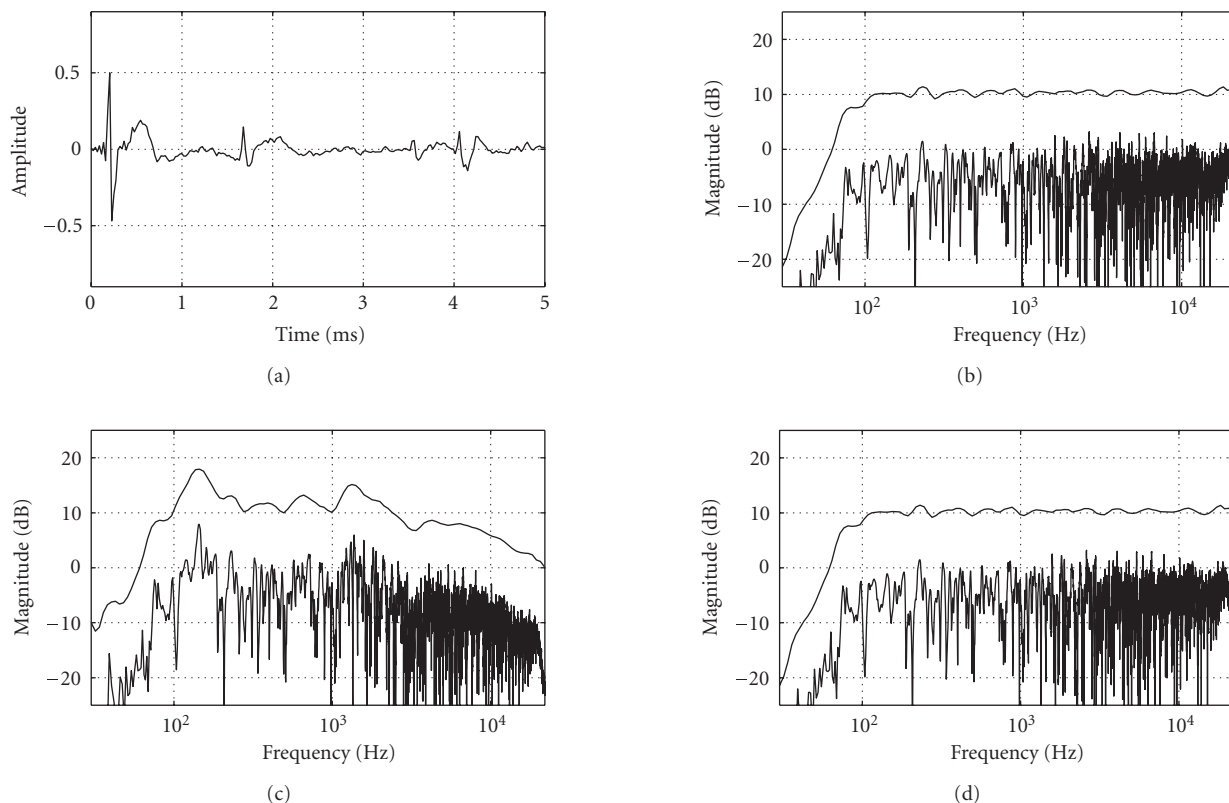 0.5
0
−0.5
Amplitude
0 1 2 3 4 5
Time (ms)
(a)
20
10
0
−10
−20
Magnitude (dB)
10² 10³ 10⁴
Frequency (Hz)
(b)
20
10
0
−10
−20
Magnitude (dB)
10² 10³ 10⁴
Frequency (Hz)
(c)
20
10
0
−10
−20
Magnitude (dB)
10² 10³ 10⁴
Frequency (Hz)
(d)